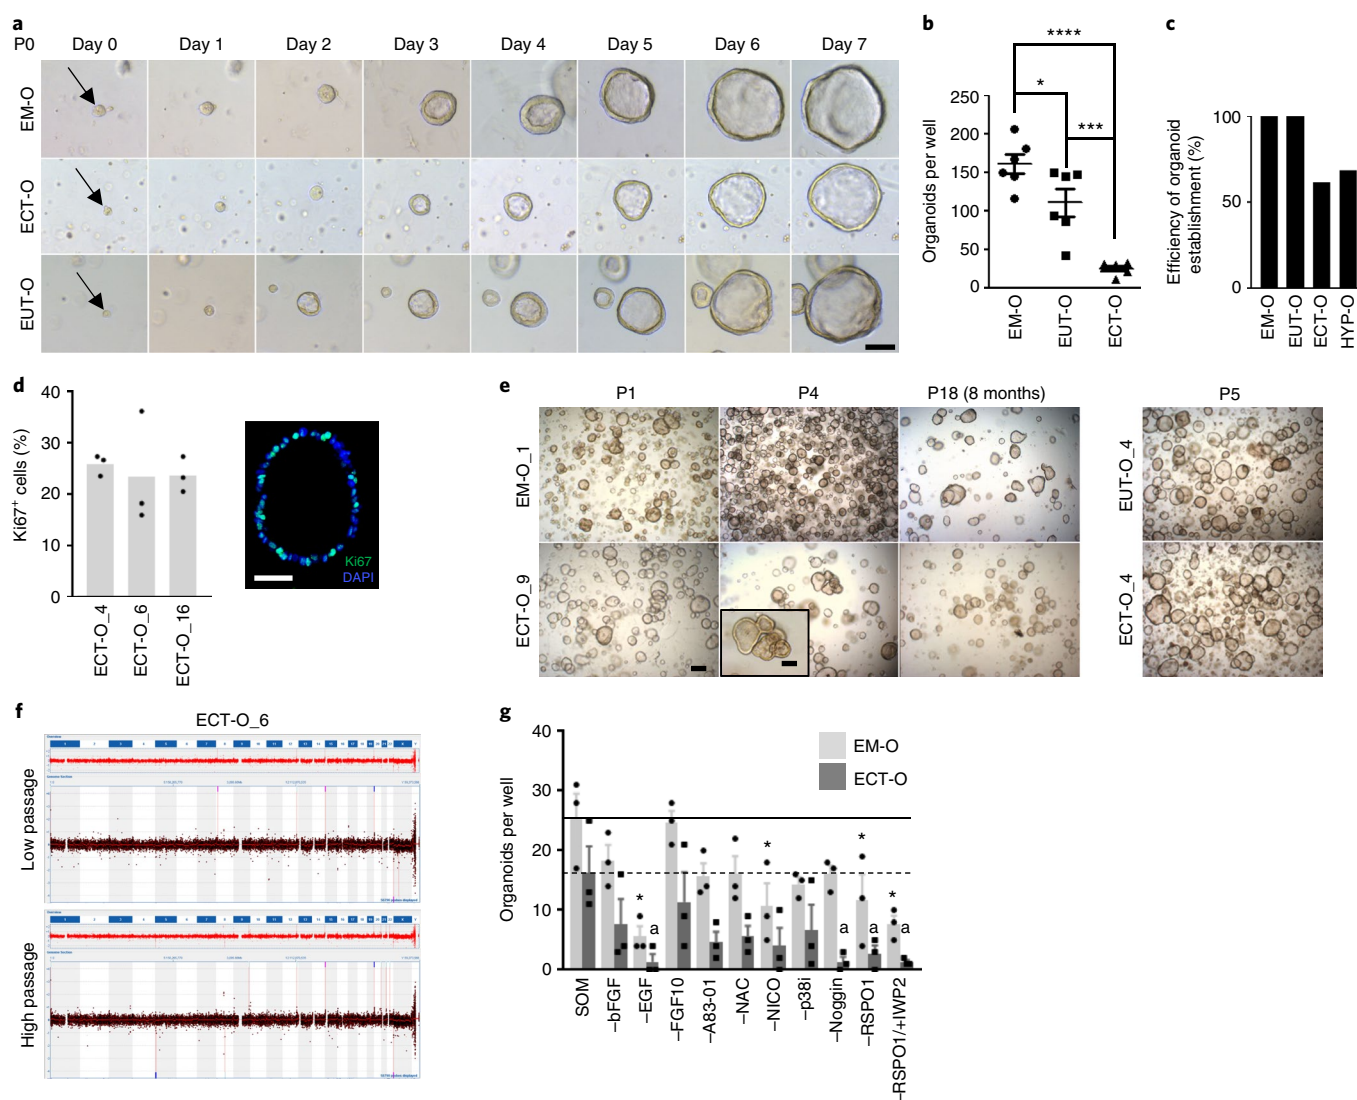 a
P0 Day 0 Day 1 Day 2 Day 3 Day 4 Day 5 Day 6 Day 7
EM-O
ECT-O
EUT-O
b
****
*
***
Organoids per well
250
200
150
100
50
0
EM-O
EUT-O
ECT-O
c
Efficiency of organoid
establishment (%)
100
50
0
EM-O
EUT-O
ECT-O
HYP-O
d
Ki67+ cells (%)
40
30
20
10
0
ECT-O_4
ECT-O_6
ECT-O_16
Ki67
DAPI
e
P1 P4 P18 (8 months) P5
EM-O_1
ECT-O_9
EUT-O_4
ECT-O_4
f
ECT-O_6
Low passage
High passage
g
Organoids per well
40
30
20
10
0
EM-O
ECT-O
* a * a * a * a
SOM
–bFGF
–EGF
–FGF10
–A83-01
–NAC
–NICO
–p38i
–Noggin
–RSPO1
–RSPO1/+IWP2